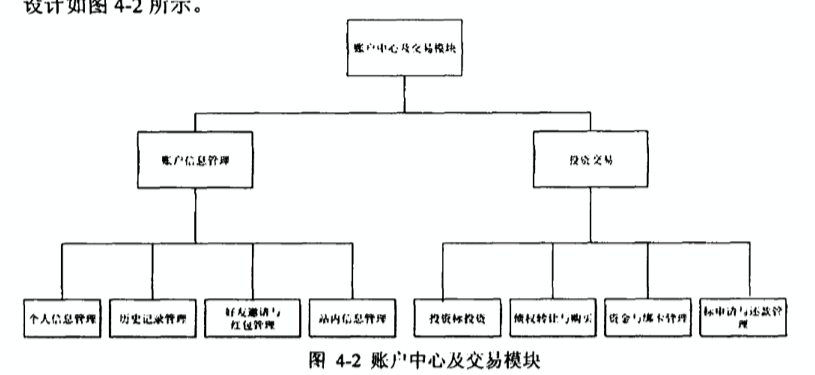 设计如图 4-2 所示。
账户中心及交易模块
账户信息管理
投资交易
个人信息管理
历史记录管理
好友邀请与
红包管理
站内信息管理
投资标投资
债权转让与购买
资金与绑卡管理
标申请与还款管
理
图 4-2 账户中心及交易模块